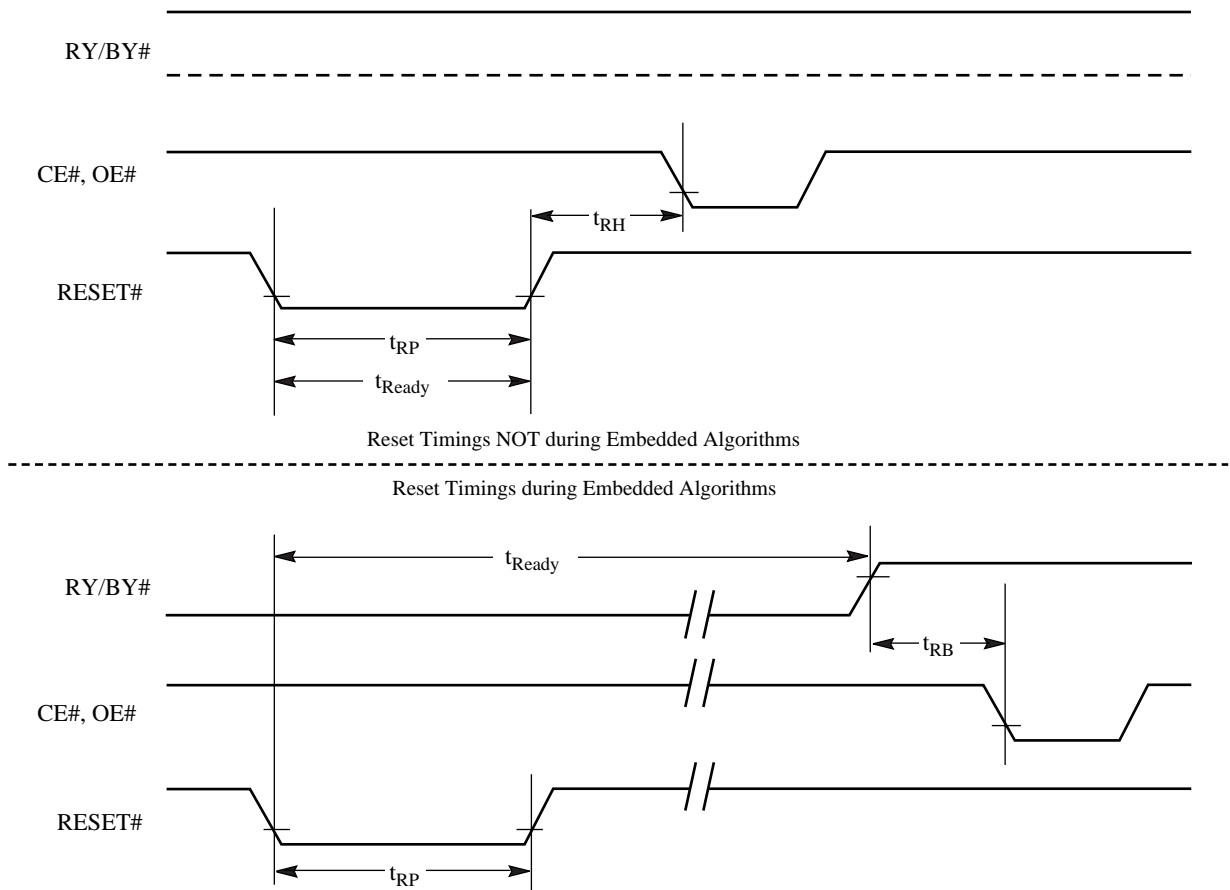 RY/BY#
CE#, OE#
tRH
RESET#
tRP
tReady
Reset Timings NOT during Embedded Algorithms
Reset Timings during Embedded Algorithms
tReady
RY/BY#
tRB
CE#, OE#
RESET#
tRP